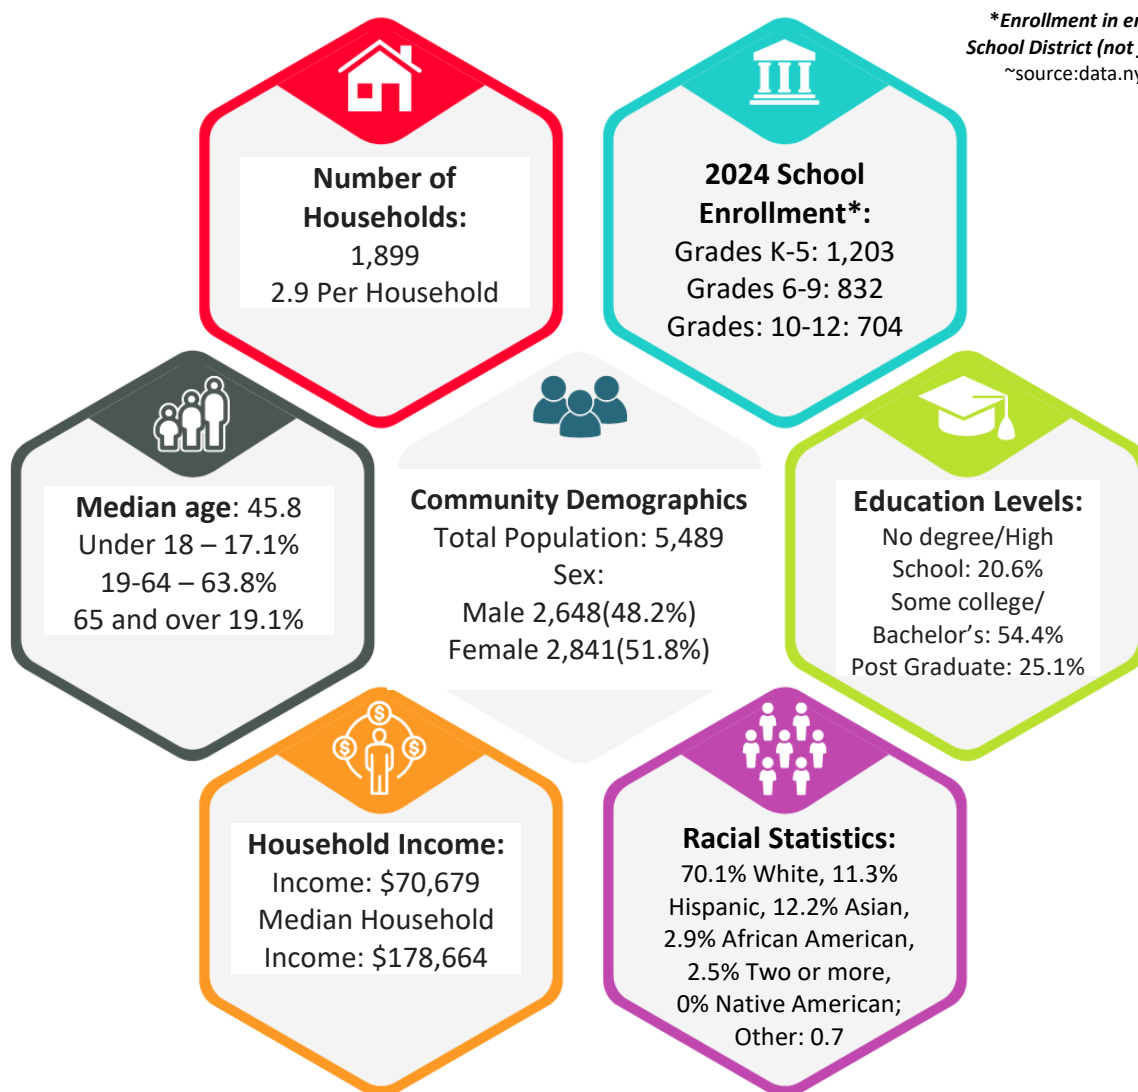 *Enrollment in
School District (not
~source:data.ny
Number of
Households:
1,899
2.9 Per Household
2024 School
Enrollment*:
Grades K-5: 1,203
Grades 6-9: 832
Grades: 10-12: 704
Median age: 45.8
Under 18 – 17.1%
19-64 – 63.8%
65 and over 19.1%
Community Demographics
Total Population: 5,489
Sex:
Male 2,648(48.2%)
Female 2,841(51.8%)
Education Levels:
No degree/High
School: 20.6%
Some college/
Bachelor’s: 54.4%
Post Graduate: 25.1%
Household Income:
Income: $70,679
Median Household
Income: $178,664
Racial Statistics:
70.1% White, 11.3%
Hispanic, 12.2% Asian,
2.9% African American,
2.5% Two or more,
0% Native American;
Other: 0.7